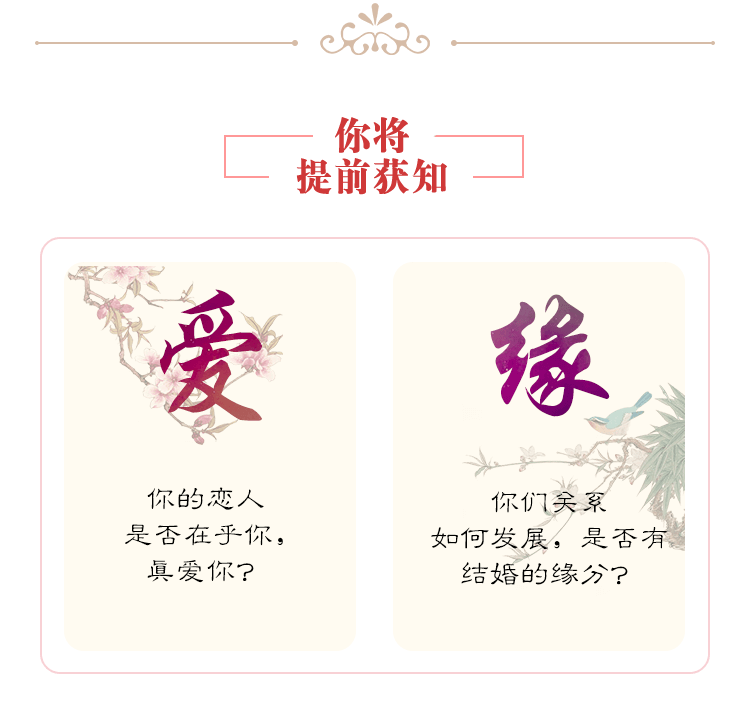 你将
提前获知
爱
你的恋人
是否在乎你，
真爱你？
缘
你们关系
如何发展，是否有
结婚的缘分？